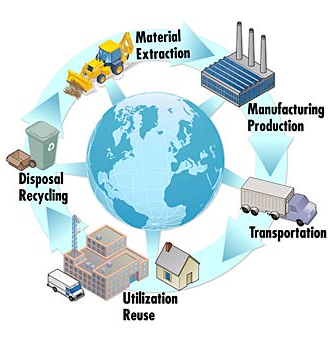 Material
Extraction
Manufacturing
Production
Transportation
Utilization
Reuse
Disposal
Recycling